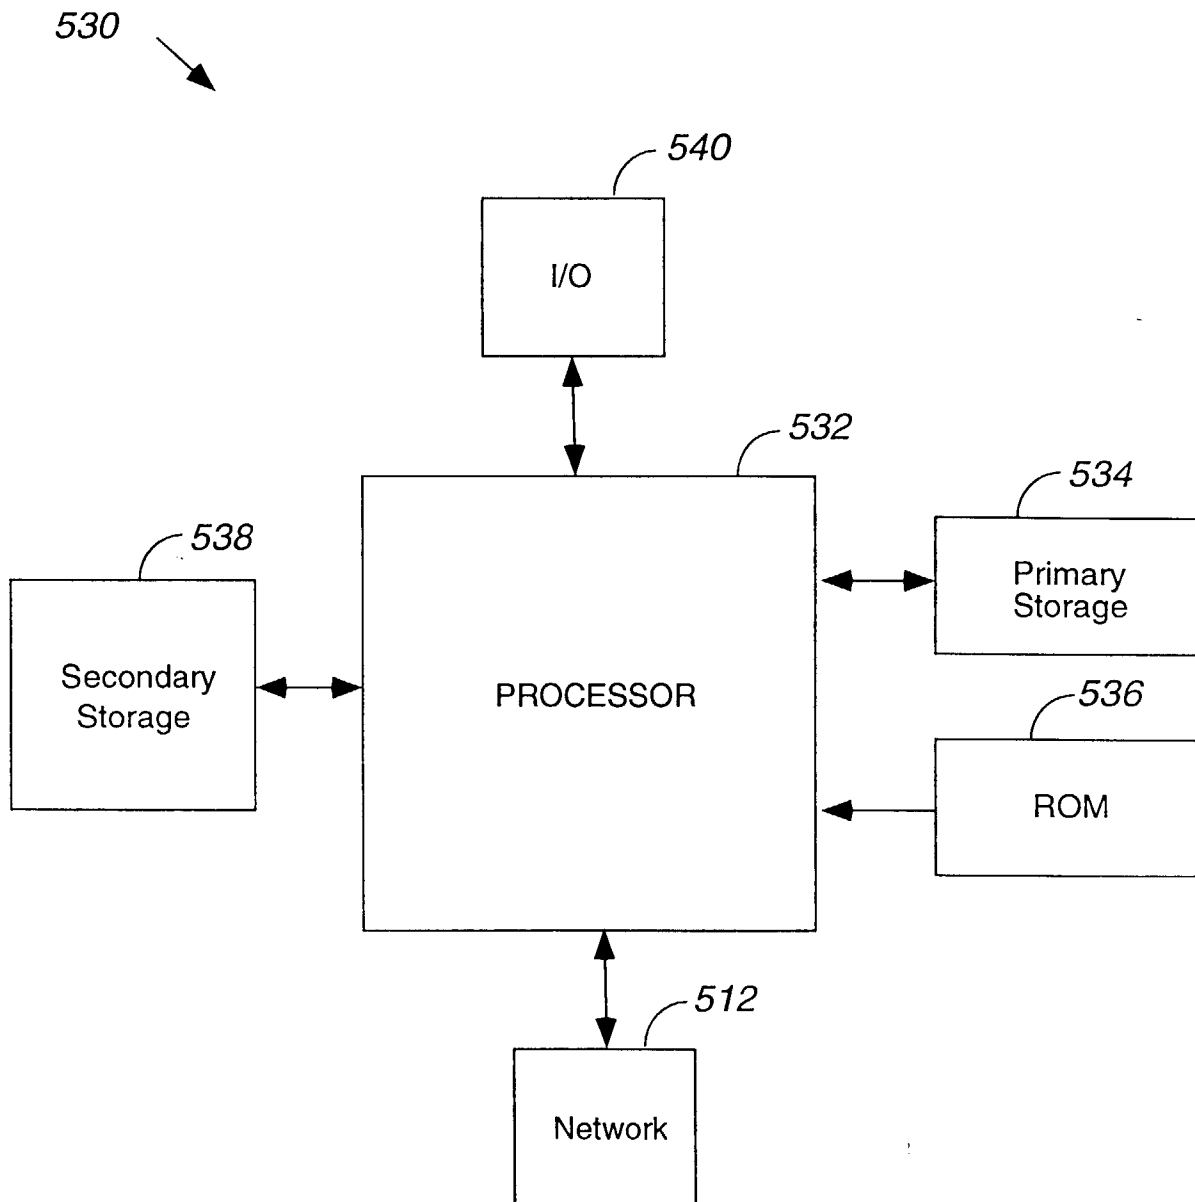 530
540
I/O
532
534
538
Primary
Storage
Secondary
Storage
PROCESSOR
536
ROM
512
Network